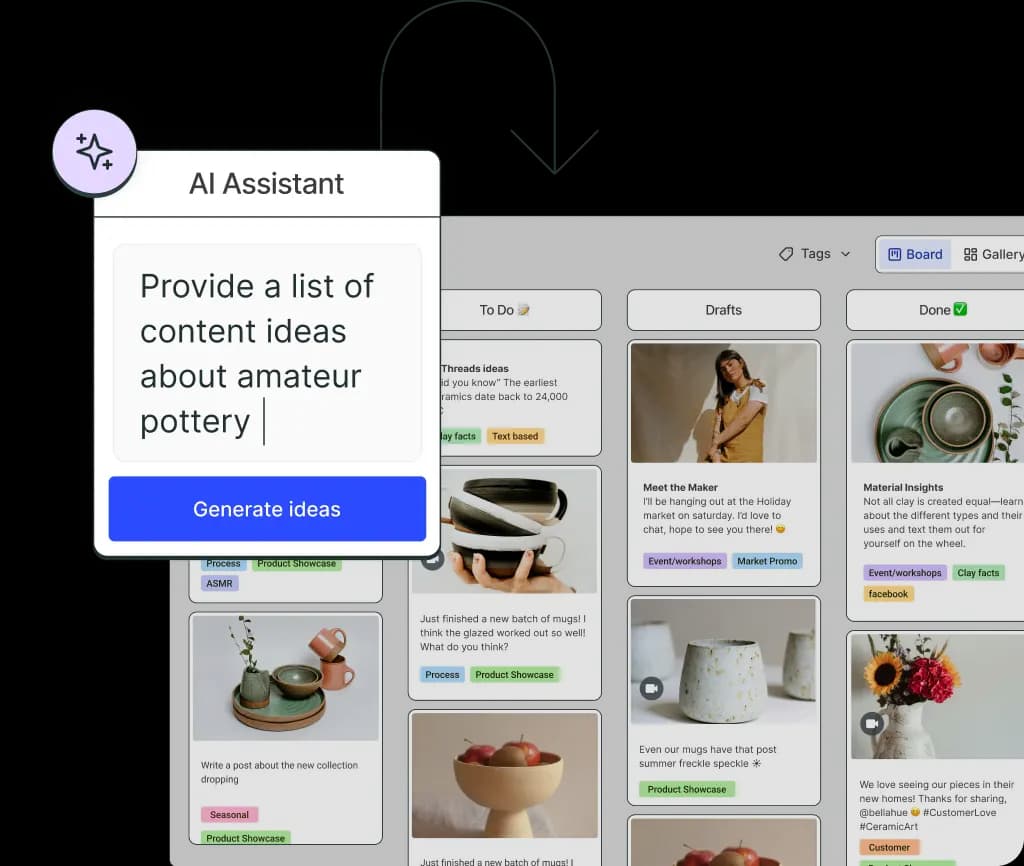 AI Assistant
Provide a list of
content ideas
about amateur
pottery
Generate ideas
Tags
Board
Gallery
Process
Product Showcase
ASMR
Write a post about the new collection
dropping
Seasonal
Product Showcase
To Do 📝
Threads ideas
id you know” The earliest
ramics date back to 24,000
lay facts
Text based
Just finished a new batch of mugs! I
think the glazed worked out so well!
What do you think?
Process
Product Showcase
Just finished a new batch of mugs! I
Drafts
Meet the Maker
I'll be hanging out at the Holiday
market on saturday. I'd love to
chat, hope to see you there! 😊
Event/workshops
Market Promo
Even our mugs have that post
summer freckle speckle ☀
Product Showcase
Done ✅
Material Insights
Not all clay is created equal—learn
about the different types and their
uses and text them out for
yourself on the wheel.
Event/workshops
Clay facts
facebook
We love seeing our pieces in their
new homes! Thanks for sharing,
@bellahue 😊 #CustomerLove
#CeramicArt
Customer